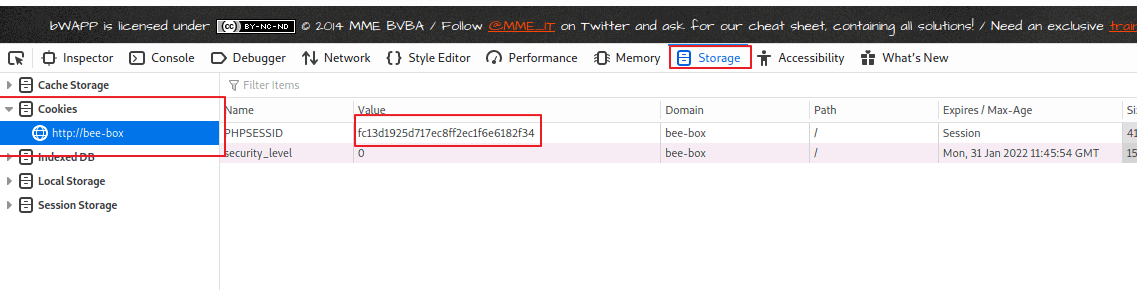 bWAPP is licensed under (cc) BY-NC-ND © 2014 MME BVBA / Follow @MME_IT on Twitter and ask for our cheat sheet, containing all solutions! / Need an exclusive train
Inspector Console Debugger Network Style Editor Performance Memory Storage Accessibility What's New
Cache Storage Filter Items
Cookies Name Value Domain Path Expires / Max-Age Siz
http://bee-box PHPSESSID fc13d1925d717ec8ff2ec1f6e6182f34 bee-box / Session 41
Indexed DB security_level 0 bee-box / Mon, 31 Jan 2022 11:45:54 GMT 15
Local Storage
Session Storage